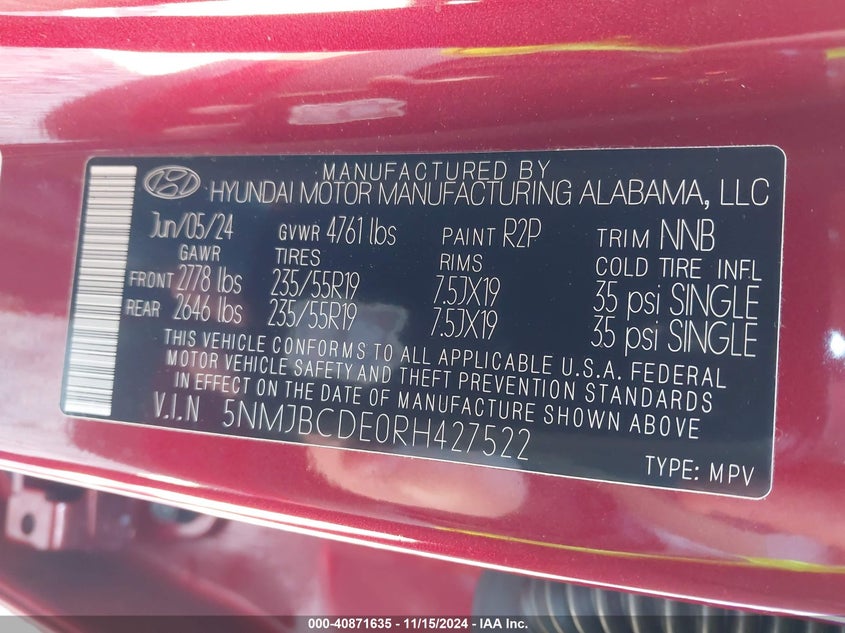 MANUFACTURED BY
HYUNDAI MOTOR MANUFACTURING ALABAMA, LLC
Jun/05/24 GVWR 4761 lbs PAINT R2P TRIM NNB
GAWR TIRES RIMS COLD TIRE INFL
FRONT 2778 lbs 235/55R19 7.5JX19 35 psi SINGLE
REAR 2646 lbs 235/55R19 7.5JX19 35 psi SINGLE
THIS VEHICLE CONFORMS TO ALL APPLICABLE U.S.A. FEDERAL
MOTOR VEHICLE SAFETY AND THEFT PREVENTION STANDARDS
IN EFFECT ON THE DATE OF MANUFACTURE SHOWN ABOVE
V.I.N 5NMJBCDE0RH427522
TYPE: MPV
000-40871635 - 11/15/2024 - IAA Inc.